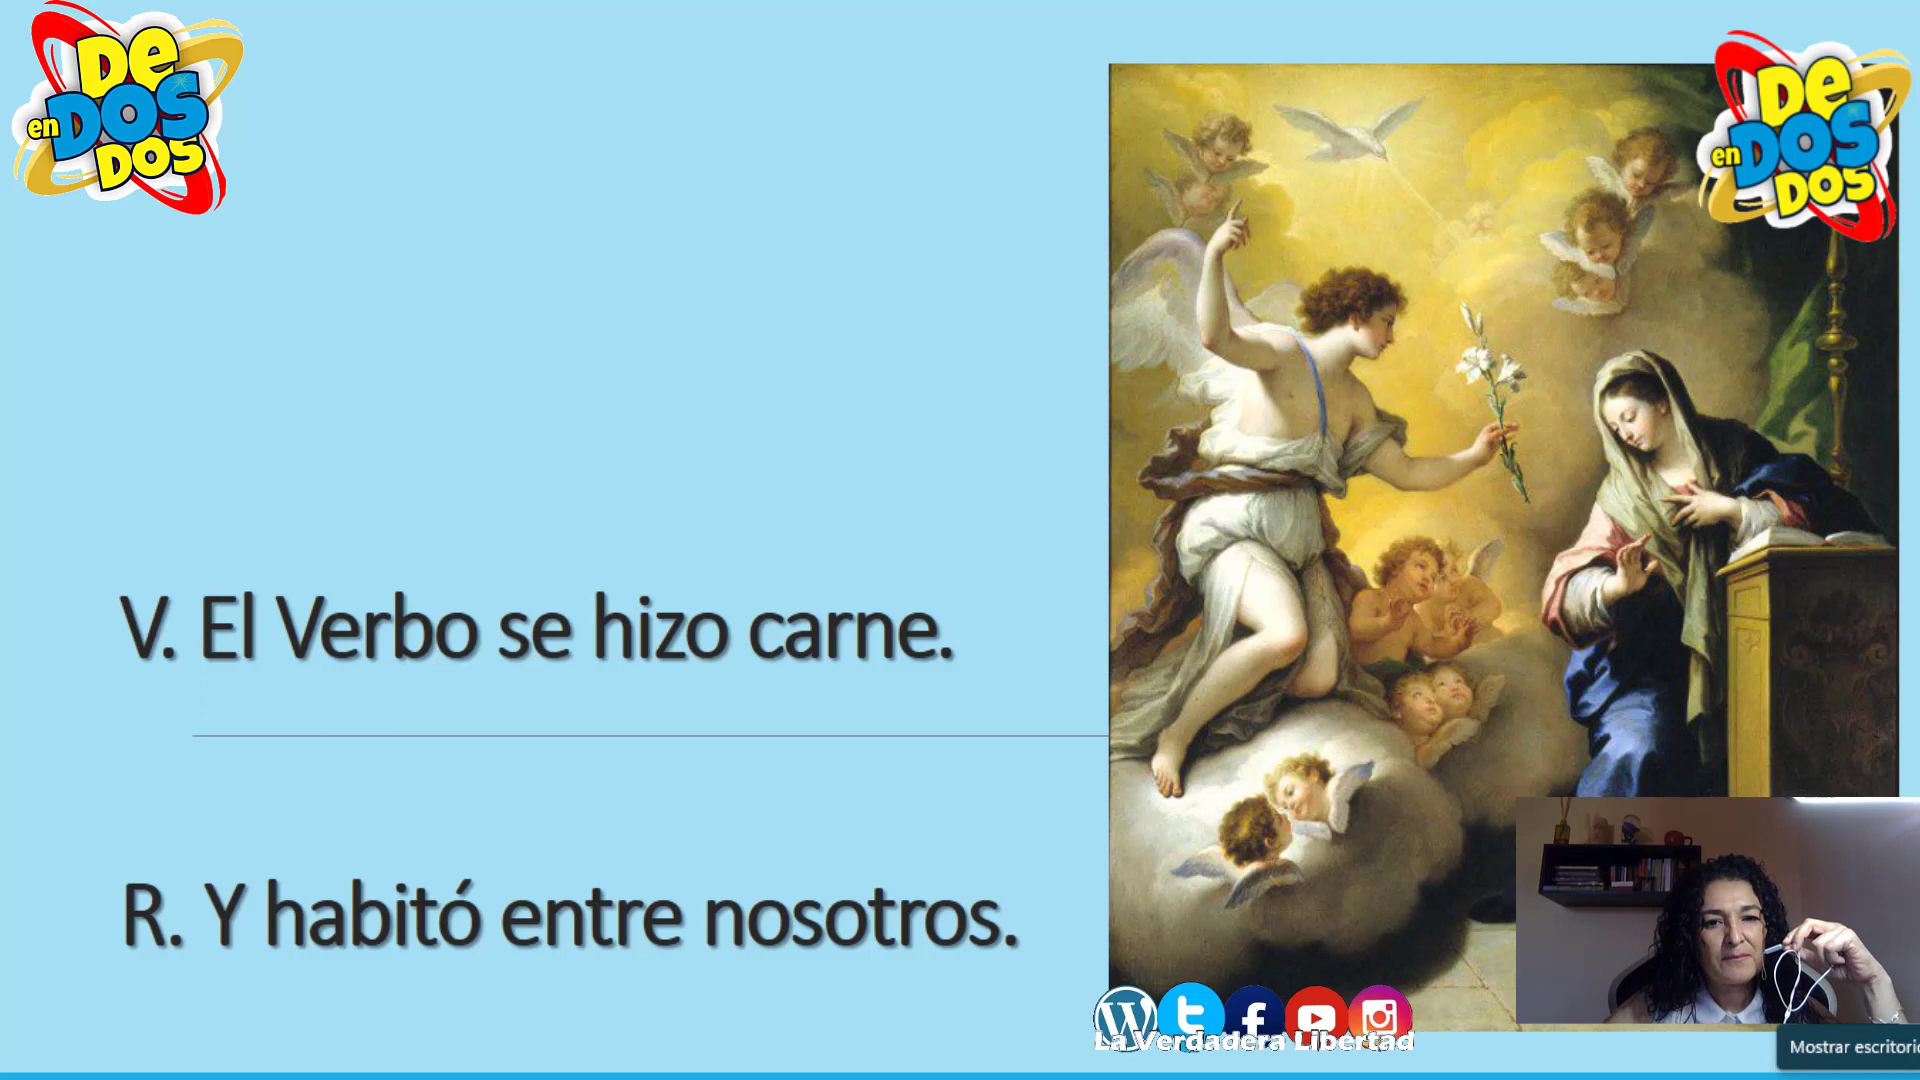 De
en DOS
DOS
De
en DOS
DOS
V. El Verbo se hizo carne.
R. Y habitó entre nosotros.
La Verdadera Libertad
Mostrar escritorio